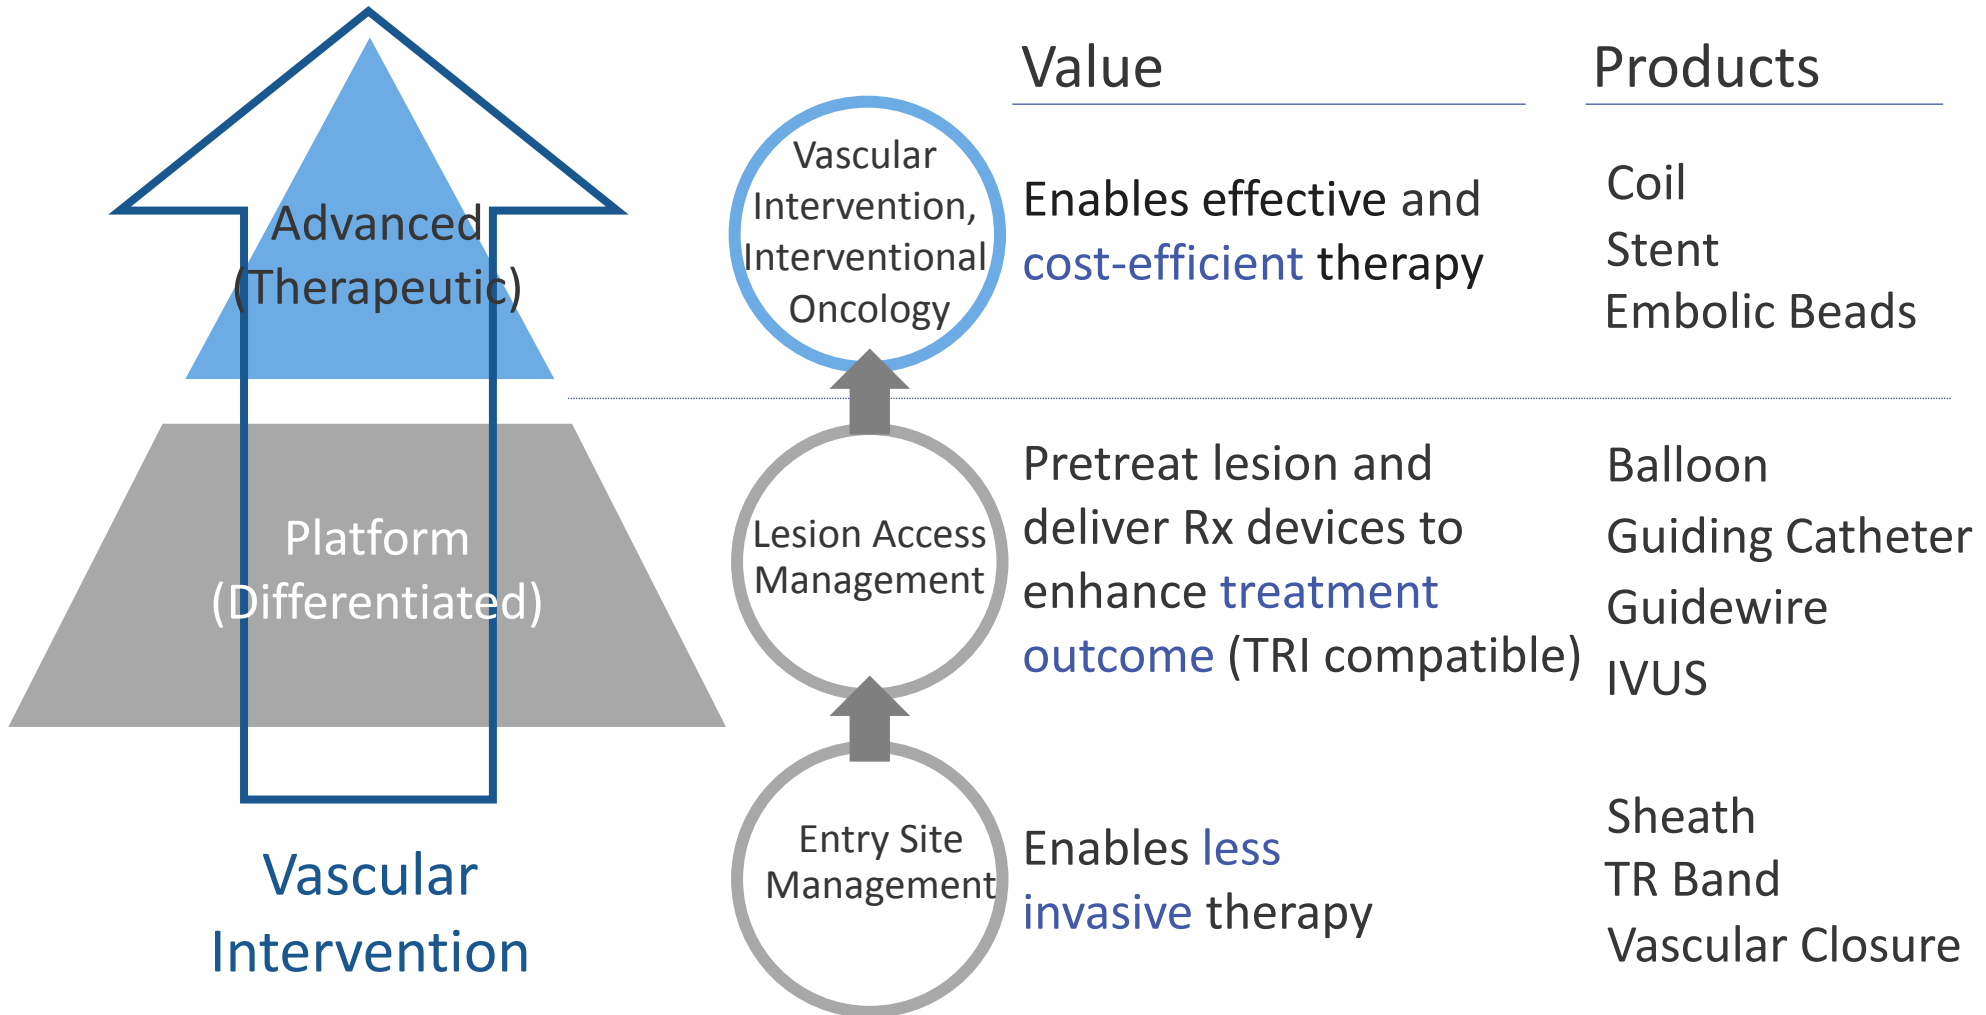 Value
Products
Advanced
(Therapeutic)
Vascular
Intervention,
Interventional
Oncology
Enables effective and
cost-efficient therapy
Coil
Stent
Embolic Beads
Platform
(Differentiated)
Lesion Access
Management
Pretreat lesion and
deliver Rx devices to
enhance treatment
outcome (TRI compatible)
Balloon
Guiding Catheter
Guidewire
IVUS
Entry Site
Management
Enables less
invasive therapy
Sheath
TR Band
Vascular Closure
Vascular
Intervention